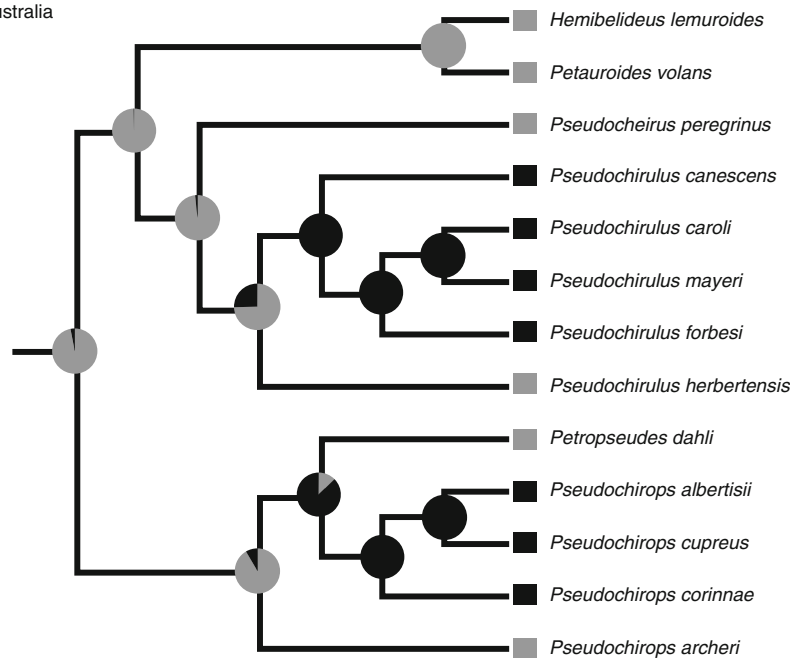 ustralia
Hemibelideus lemuroides
Petauroides volans
Pseudocheirus peregrinus
Pseudochirulus canescens
Pseudochirulus caroli
Pseudochirulus mayeri
Pseudochirulus forbesi
Pseudochirulus herbertensis
Petropseudes dahli
Pseudochirops albertisii
Pseudochirops cupreus
Pseudochirops corinnae
Pseudochirops archeri